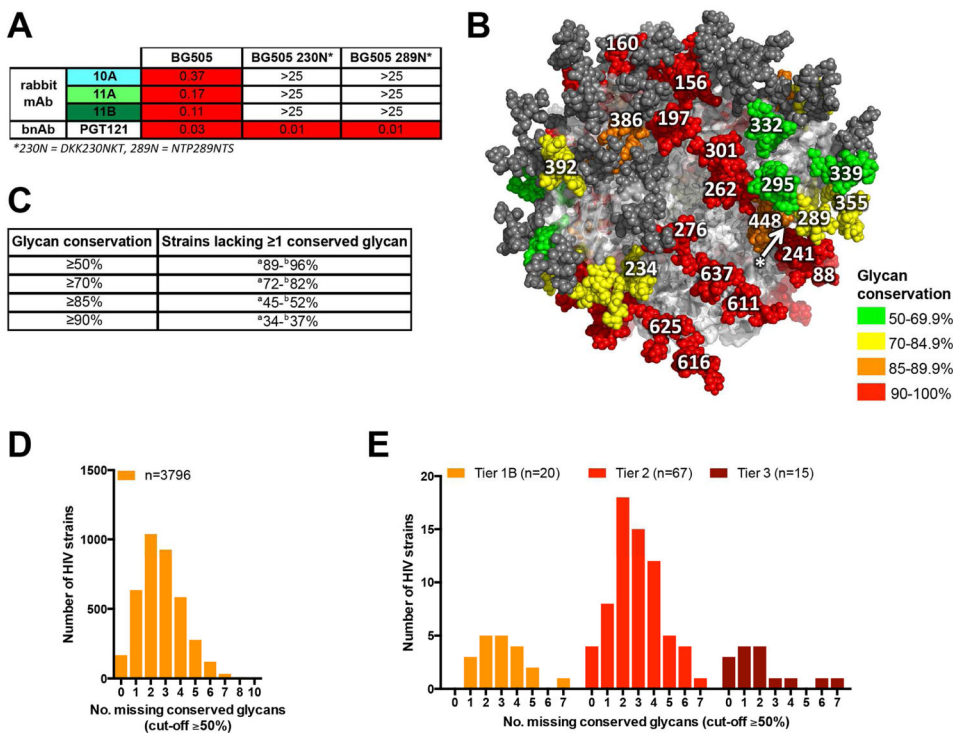 A
BG505 BG505 230N* BG505 289N*
rabbit mAb
10A 0.37 >25 >25
11A 0.17 >25 >25
11B 0.11 >25 >25
bnAb PGT121 0.03 0.01 0.01
*230N = DKK230NKT, 289N = NTP289NTS
B
160
156
197
386
332
301
392
339
262
295
355
448
289
276
*
241
234
637
88
611
625
616
Glycan
conservation
50-69.9%
70-84.9%
85-89.9%
90-100%
C
Glycan conservation Strains lacking ≥1 conserved glycan
≥50% ᵃ89-ᵇ96%
≥70% ᵃ72-ᵇ82%
≥85% ᵃ45-ᵇ52%
≥90% ᵃ34-ᵇ37%
D
n=3796
Number of HIV strains
1500
1000
500
0
0 1 2 3 4 5 6 7 8 10
No. missing conserved glycans
(cut-off ≥50%)
E
Tier 1B (n=20) Tier 2 (n=67) Tier 3 (n=15)
Number of HIV strains
20
15
10
5
0
0 1 2 3 4 5 6 7 0 1 2 3 4 5 6 7 0 1 2 3 4 5 6 7
No. missing conserved glycans (cut-off ≥50%)